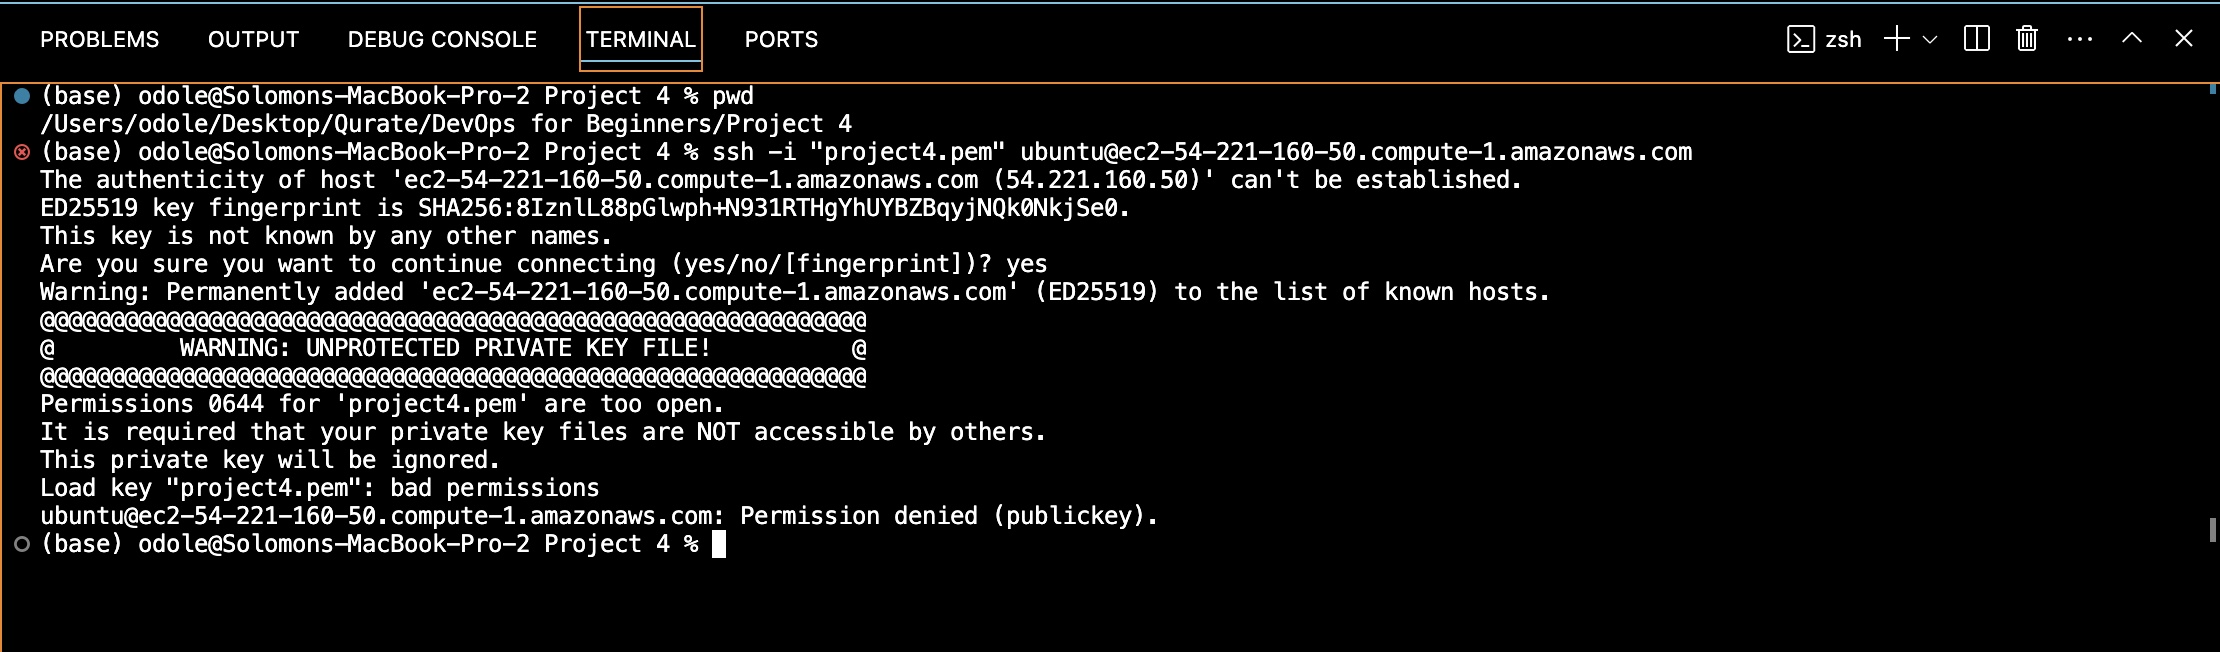 PROBLEMS OUTPUT DEBUG CONSOLE TERMINAL PORTS zsh
(base) odole@Solomons-MacBook-Pro-2 Project 4 % pwd
/Users/odole/Desktop/Qurate/DevOps for Beginners/Project 4
(base) odole@Solomons-MacBook-Pro-2 Project 4 % ssh -i "project4.pem" ubuntu@ec2-54-221-160-50.compute-1.amazonaws.com
The authenticity of host 'ec2-54-221-160-50.compute-1.amazonaws.com (54.221.160.50)' can't be established.
ED25519 key fingerprint is SHA256:8IznlL88pGlwph+N931RTHgYhUYBZBqyjNQk0NkjSe0.
This key is not known by any other names.
Are you sure you want to continue connecting (yes/no/[fingerprint])? yes
Warning: Permanently added 'ec2-54-221-160-50.compute-1.amazonaws.com' (ED25519) to the list of known hosts.
@@@@@@@@@@@@@@@@@@@@@@@@@@@@@@@@@@@@@@@@@@@@@@@@@@@@@@@@@@@
@         WARNING: UNPROTECTED PRIVATE KEY FILE!          @
@@@@@@@@@@@@@@@@@@@@@@@@@@@@@@@@@@@@@@@@@@@@@@@@@@@@@@@@@@@
Permissions 0644 for 'project4.pem' are too open.
It is required that your private key files are NOT accessible by others.
This private key will be ignored.
Load key "project4.pem": bad permissions
ubuntu@ec2-54-221-160-50.compute-1.amazonaws.com: Permission denied (publickey).
(base) odole@Solomons-MacBook-Pro-2 Project 4 %